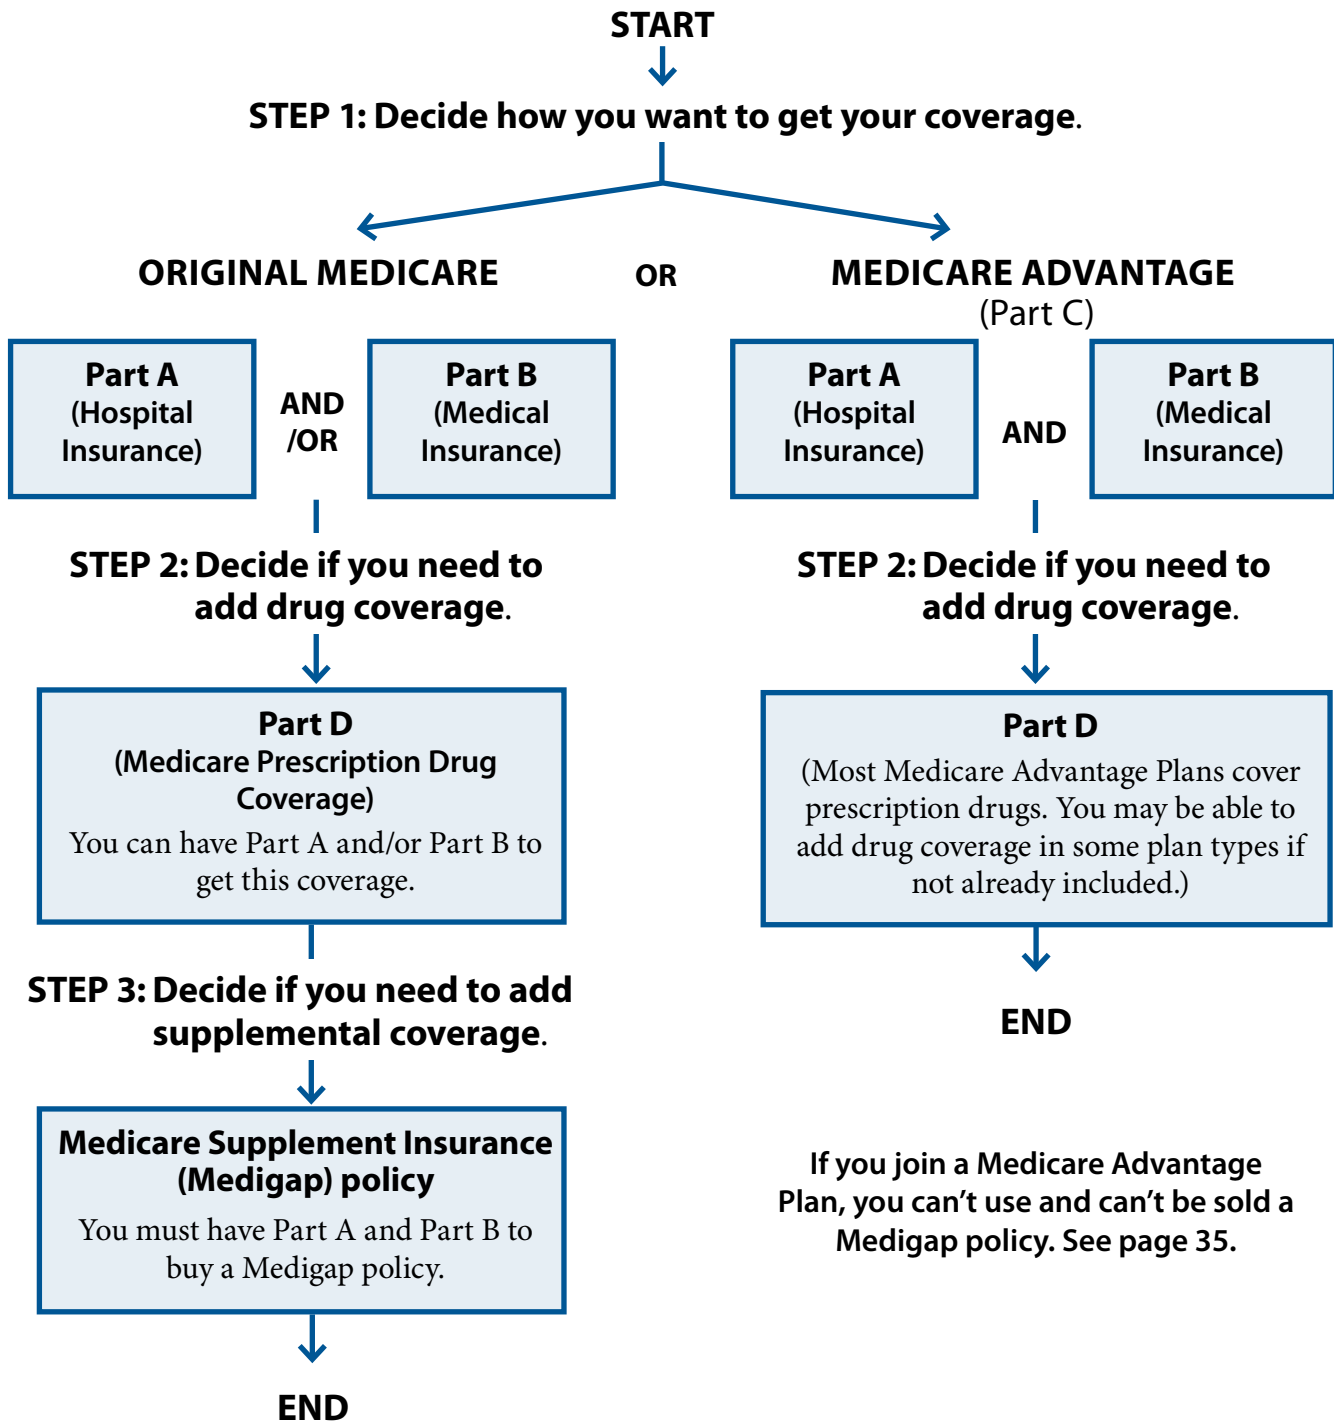 START
STEP 1: Decide how you want to get your coverage.
ORIGINAL MEDICARE
OR
MEDICARE ADVANTAGE
(Part C)
Part A
(Hospital
Insurance)
AND
/OR
Part B
(Medical
Insurance)
Part A
(Hospital
Insurance)
AND
Part B
(Medical
Insurance)
STEP 2: Decide if you need to
add drug coverage.
Part D
(Medicare Prescription Drug
Coverage)
You can have Part A and/or Part B to
get this coverage.
STEP 3: Decide if you need to add
supplemental coverage.
Medicare Supplement Insurance
(Medigap) policy
You must have Part A and Part B to
buy a Medigap policy.
END
STEP 2: Decide if you need to
add drug coverage.
Part D
(Most Medicare Advantage Plans cover
prescription drugs. You may be able to
add drug coverage in some plan types if
not already included.)
END
If you join a Medicare Advantage
Plan, you can’t use and can’t be sold a
Medigap policy. See page 35.